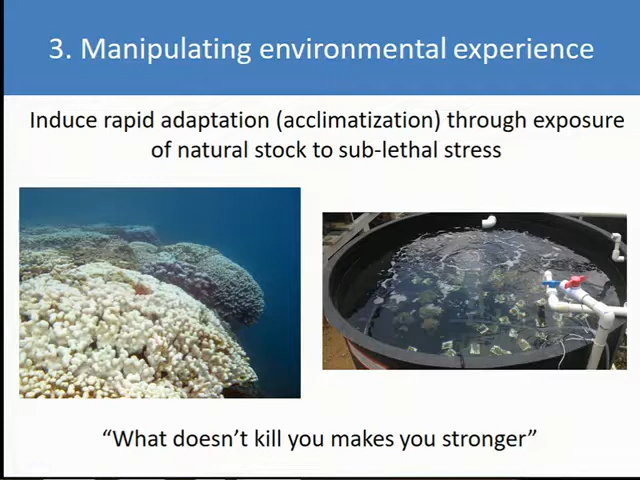 3. Manipulating environmental experience
Induce rapid adaptation (acclimatization) through exposure
of natural stock to sub-lethal stress
“What doesn’t kill you makes you stronger”